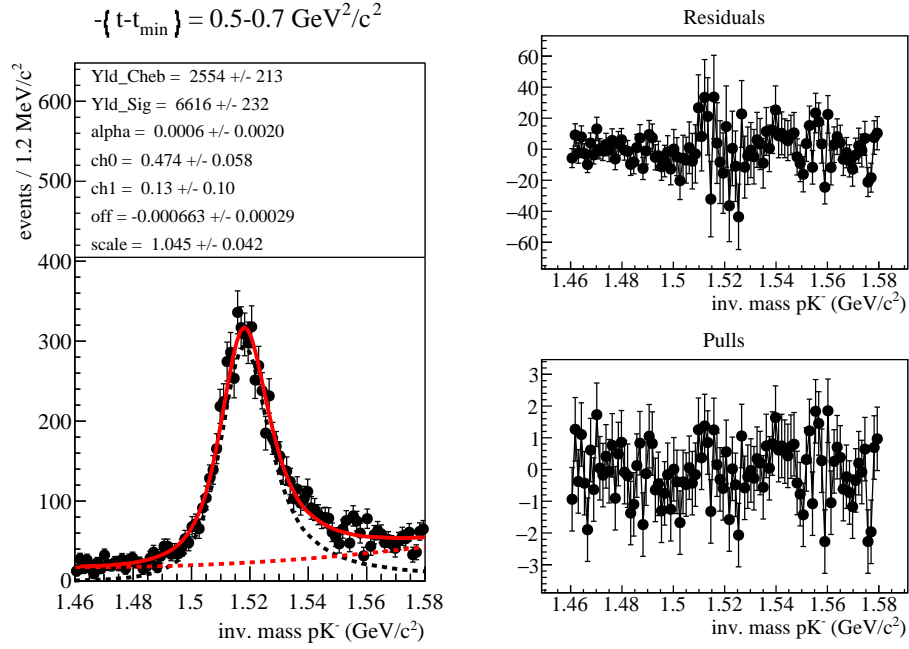 -(t-t_min) = 0.5-0.7 GeV²/c²
Yld_Cheb = 2554 +/- 213
Yld_Sig = 6616 +/- 232
alpha = 0.0006 +/- 0.0020
ch0 = 0.474 +/- 0.058
ch1 = 0.13 +/- 0.10
off = -0.000663 +/- 0.00029
scale = 1.045 +/- 0.042
events / 1.2 MeV/c²
600
500
400
300
200
100
0
1.46 1.48 1.5 1.52 1.54 1.56 1.58
inv. mass pK⁻ (GeV/c²)
Residuals
60
40
20
0
−20
−40
−60
1.46 1.48 1.5 1.52 1.54 1.56 1.58
inv. mass pK⁻ (GeV/c²)
Pulls
3
2
1
0
−1
−2
−3
1.46 1.48 1.5 1.52 1.54 1.56 1.58
inv. mass pK⁻ (GeV/c²)